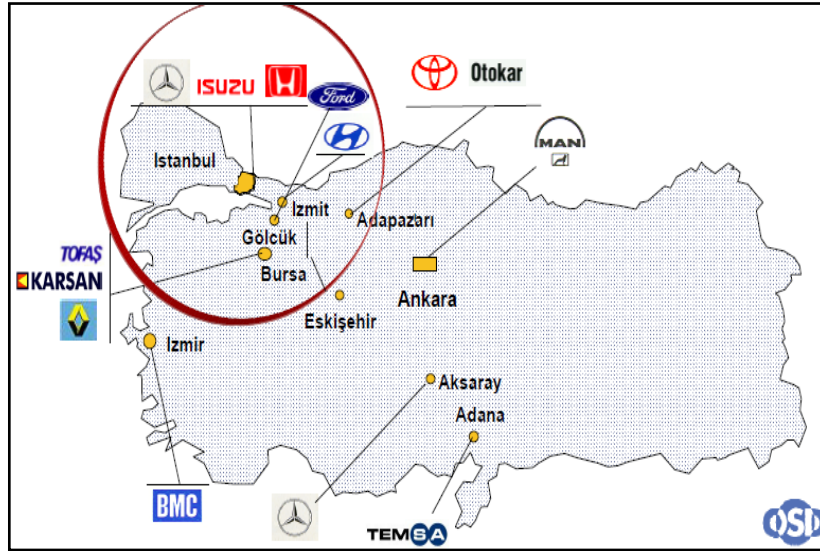 ISUZU
Ford
Otokar
MAN
Istanbul
Izmit
Adapazarı
Gölcük
TOFAŞ
KARSAN
Bursa
Ankara
Eskişehir
Izmir
Aksaray
Adana
BMC
TEMSA
OSD